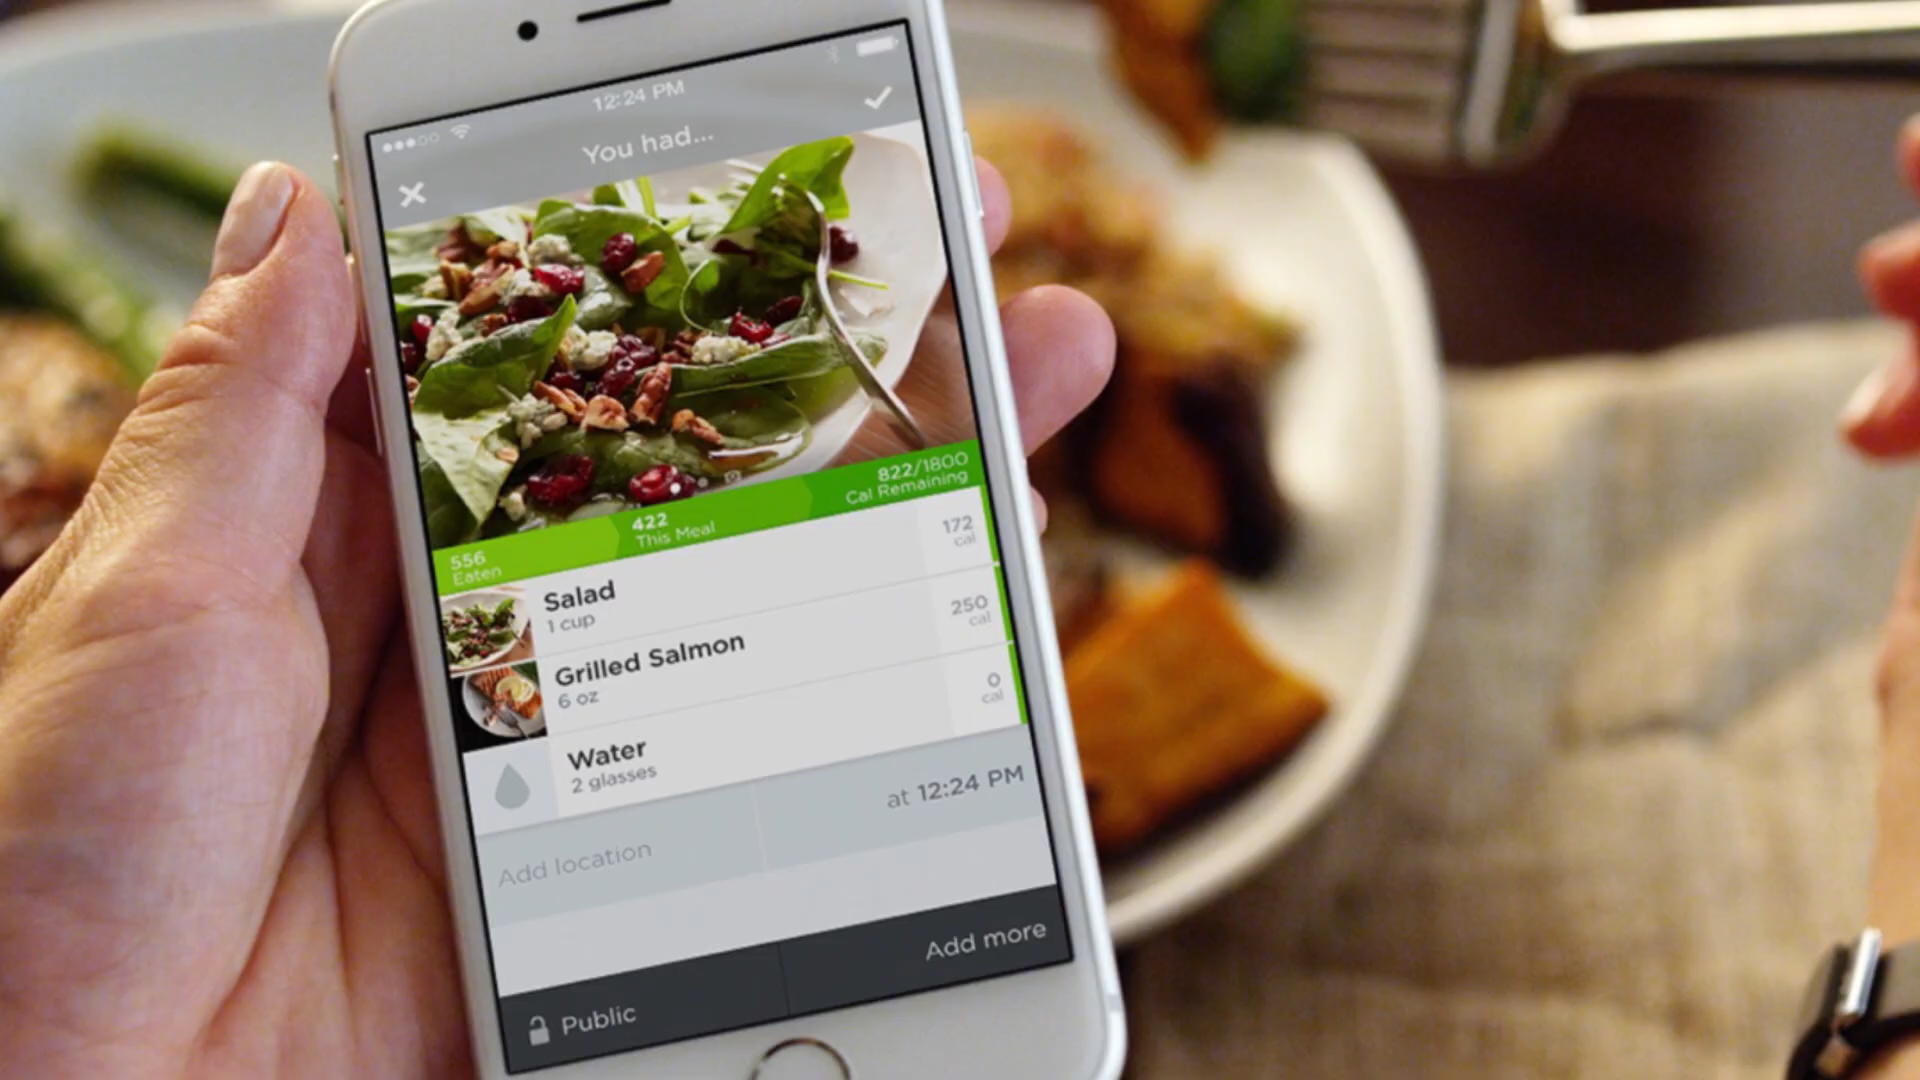 12:24 PM
You had...
822/1800
Cal Remaining
422
This Meal
556
Eaten
Salad
1 cup
172
cal
Grilled Salmon
6 oz
250
cal
Water
2 glasses
0
cal
Add location
at 12:24 PM
Public
Add more